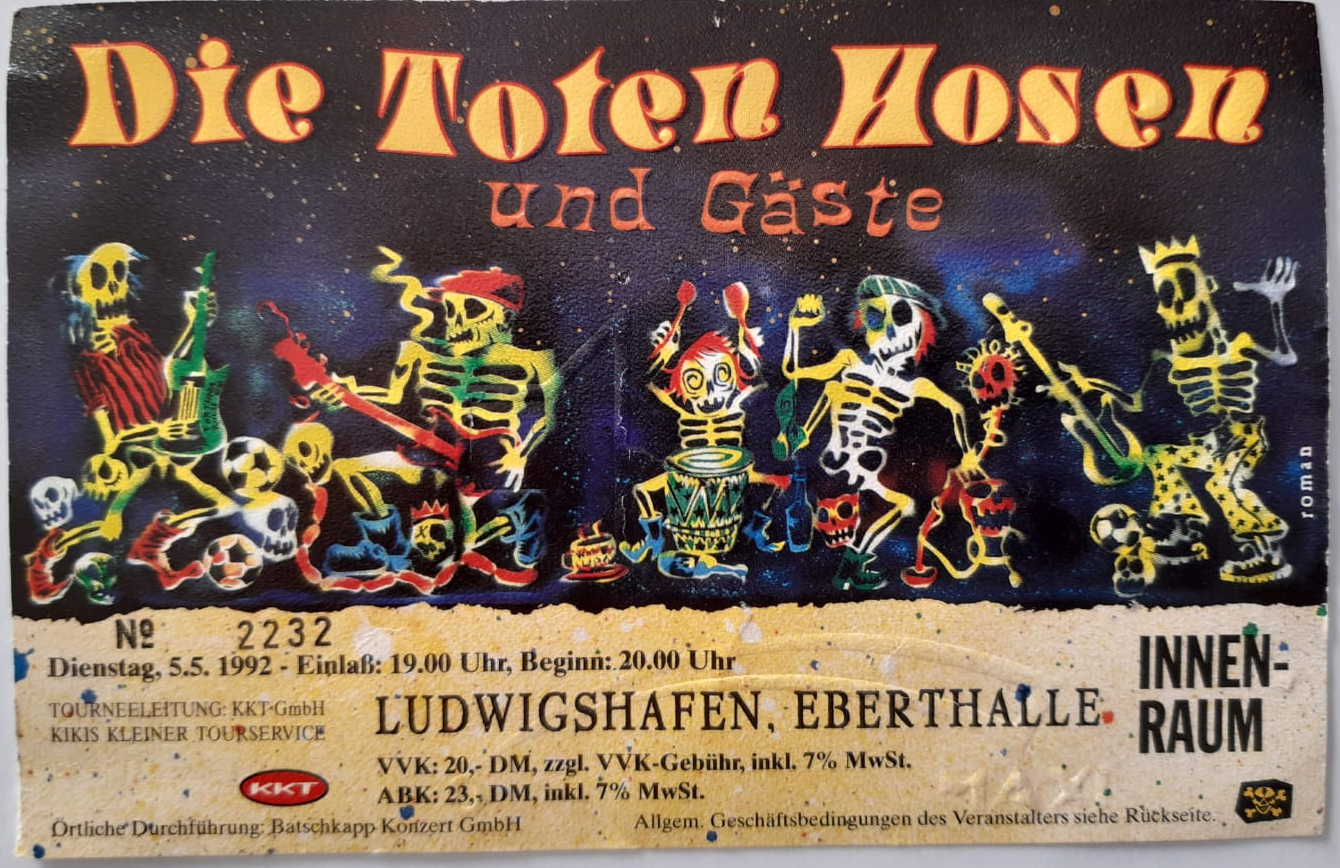 Die Toten Hosen
und Gäste
roman
№ 2232
Dienstag, 5.5. 1992 - Einlaß: 19.00 Uhr, Beginn: 20.00 Uhr
INNEN-
RAUM
TOURNEELEITUNG: KKT-GmbH
KIKIS KLEINER TOURSERVICE
LUDWIGSHAFEN, EBERTHALLE
VVK: 20,- DM, zzgl. VVK-Gebühr, inkl. 7% MwSt.
KKT
ABK: 23,- DM, inkl. 7% MwSt.
Örtliche Durchführung: Batschkapp Konzert GmbH
Allgem. Geschäftsbedingungen des Veranstalters siehe Rückseite.